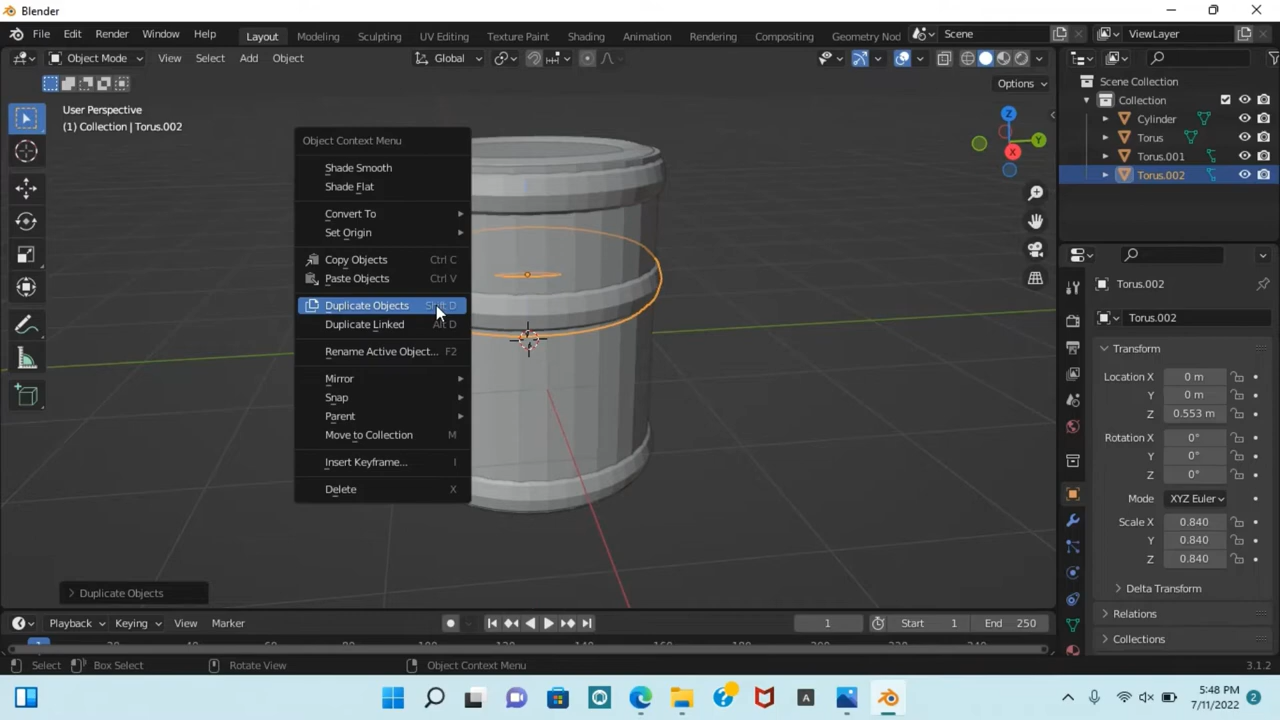 Blender
File Edit Render Window Help Layout Modeling Sculpting UV Editing Texture Paint Shading Animation Rendering Compositing Geometry Nod Scene ViewLayer
Object Mode View Select Add Object Global
Options
User Perspective
(1) Collection | Torus.002
Object Context Menu
Shade Smooth
Shade Flat
Convert To
Set Origin
Copy Objects Ctrl C
Paste Objects Ctrl V
Duplicate Objects Shift D
Duplicate Linked Alt D
Rename Active Object... F2
Mirror
Snap
Parent
Move to Collection M
Insert Keyframe... I
Delete X
Z
Y
X
Duplicate Objects
Scene Collection
Collection
Cylinder
Torus
Torus.001
Torus.002
Torus.002
Torus.002
Transform
Location X 0 m
Y 0 m
Z 0.553 m
Rotation X 0°
Y 0°
Z 0°
Mode XYZ Euler
Scale X 0.840
Y 0.840
Z 0.840
Delta Transform
Relations
Collections
Playback Keying View Marker 1 Start 1 End 250
Select Box Select Rotate View Object Context Menu 3.1.2
A
5:48 PM
7/11/2022
2